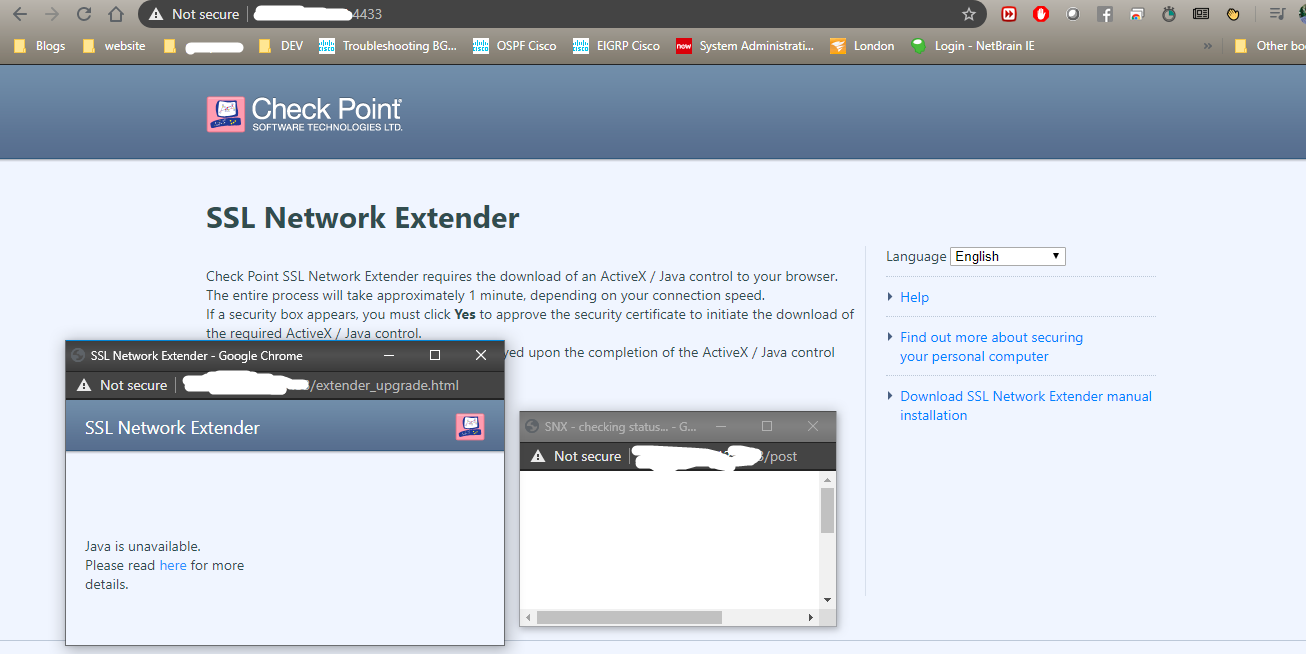 Not secure
4433
Blogs
website
DEV
Troubleshooting BG...
OSPF Cisco
EIGRP Cisco
now
System Administrati...
London
Login - NetBrain IE
»
Other bo
Check Point
SOFTWARE TECHNOLOGIES LTD.
SSL Network Extender
Check Point SSL Network Extender requires the download of an ActiveX / Java control to your browser.
The entire process will take approximately 1 minute, depending on your connection speed.
If a security box appears, you must click Yes to approve the security certificate to initiate the download of
the required ActiveX / Java control.
yed upon the completion of the ActiveX / Java control
Language English
Help
Find out more about securing
your personal computer
Download SSL Network Extender manual
installation
SSL Network Extender - Google Chrome
Not secure
/extender_upgrade.html
SSL Network Extender
Java is unavailable.
Please read here for more
details.
SNX - checking status... - G...
Not secure
/post